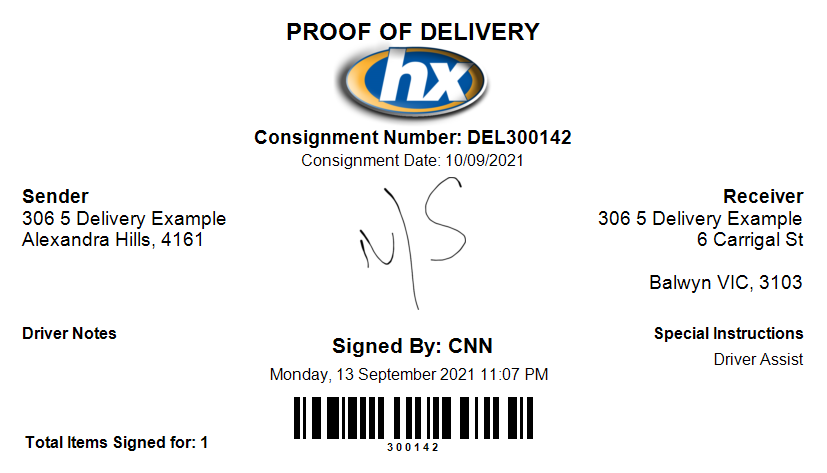 PROOF OF DELIVERY
hx
Consignment Number: DEL300142
Consignment Date: 10/09/2021
Sender
306 5 Delivery Example
Alexandra Hills, 4161
N/S
Receiver
306 5 Delivery Example
6 Carrigal St
Balwyn VIC, 3103
Driver Notes
Signed By: CNN
Monday, 13 September 2021 11:07 PM
Special Instructions
Driver Assist
300142
Total Items Signed for: 1